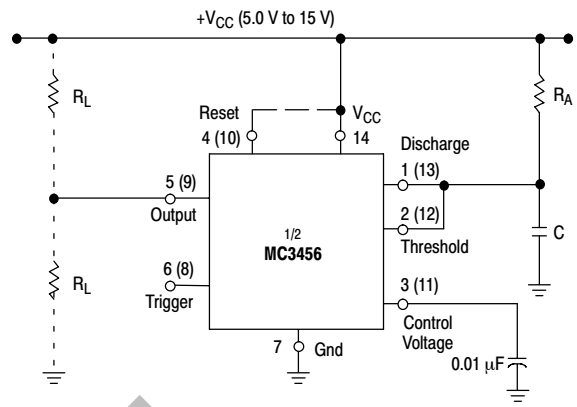 +VCC (5.0 V to 15 V)
RL
Reset
4 (10)
VCC
14
RA
Discharge
1 (13)
5 (9)
Output
1/2
MC3456
2 (12)
Threshold
C
RL
6 (8)
Trigger
3 (11)
Control
Voltage
7
Gnd
0.01 μF